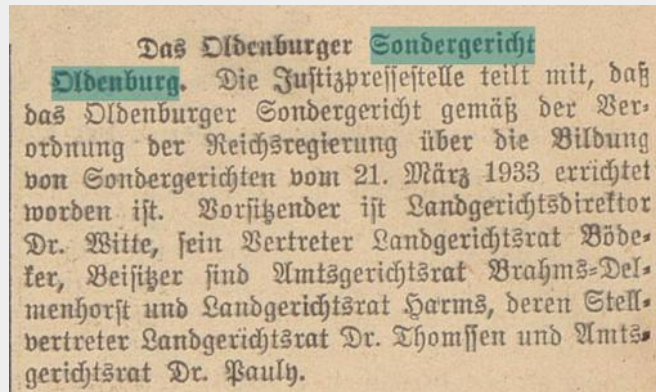 Das Oldenburger Sondergericht
Oldenburg. Die Justizpressestelle teilt mit, daß
das Oldenburger Sondergericht gemäß der Ver-
ordnung der Reichsregierung über die Bildung
von Sondergerichten vom 21. März 1933 errichtet
worden ist. Vorsitzender ist Landgerichtsdirektor
Dr. Witte, sein Vertreter Landgerichtsrat Böde-
ker, Beisitzer sind Amtsgerichtsrat Brahms-Del-
menhorst und Landgerichtsrat Harms, deren Stell-
vertreter Landgerichtsrat Dr. Thomssen und Amts-
gerichtsrat Dr. Pauly.